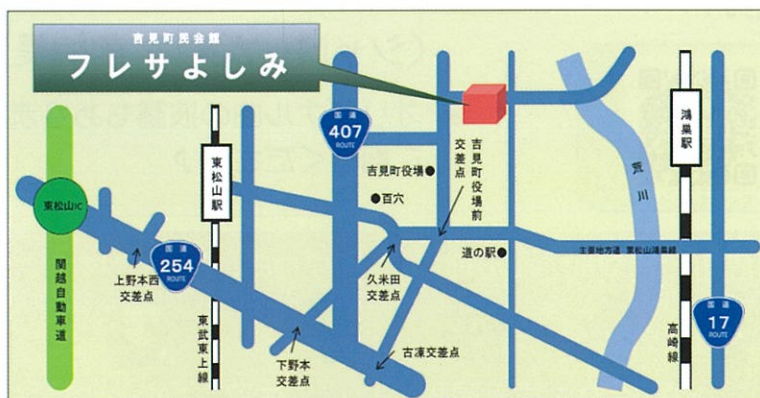 吉見町民会館
フレサよしみ
国道
407
ROUTE
鴻巣駅
東松山駅
吉見町役場前
交差点
吉見町役場●
荒川
●百穴
東松山IC
国道
254
ROUTE
道の駅●
主要地方道 東松山鴻巣線
上野本西
交差点
久米田
交差点
国道
17
ROUTE
関越自動車道
東武東上線
高崎線
下野本
交差点
古凍交差点